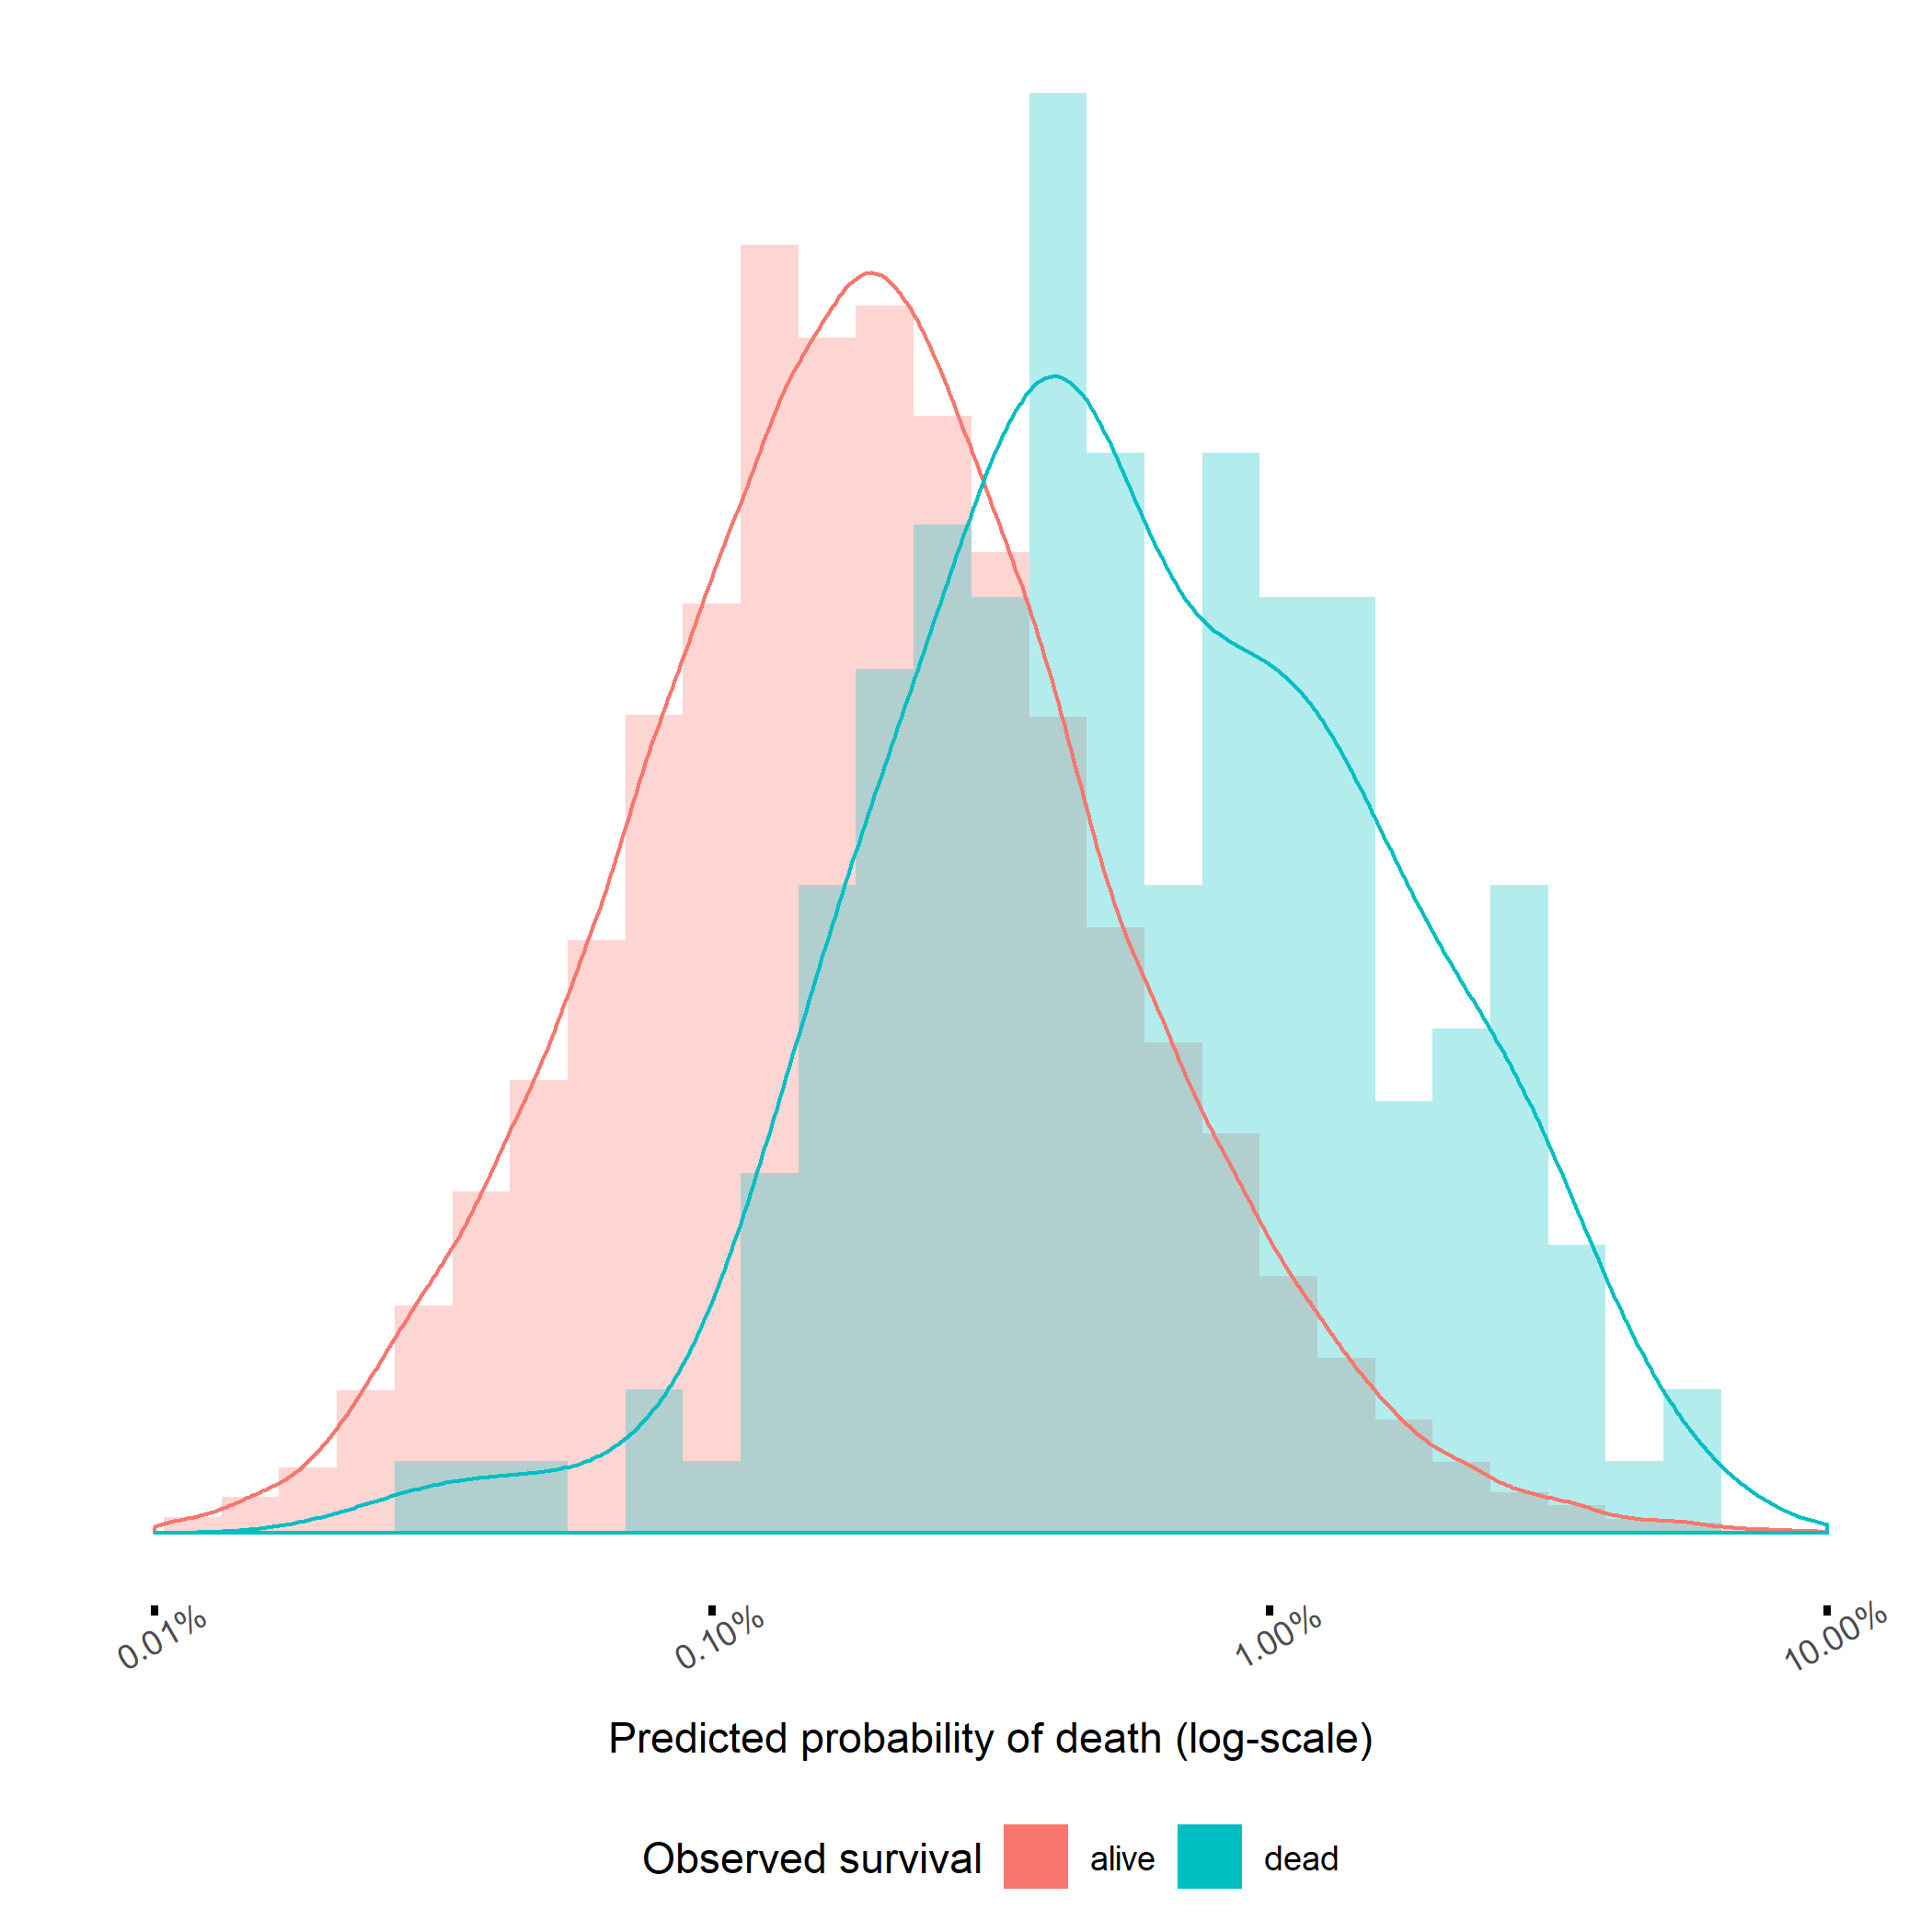 0.01%
0.10%
1.00%
10.00%
Predicted probability of death (log-scale)
Observed survival alive dead